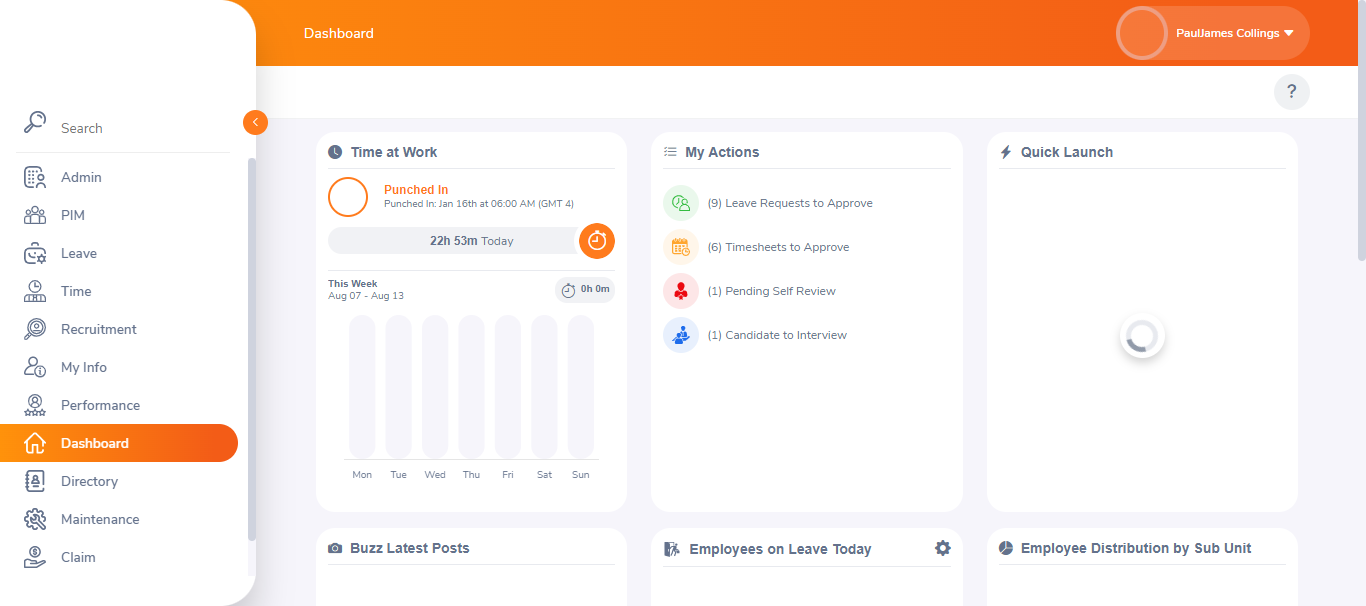 Dashboard
PaulJames Collings
?
Search
Admin
PIM
Leave
Time
Recruitment
My Info
Performance
Dashboard
Directory
Maintenance
Claim
Time at Work
Punched In
Punched In: Jan 16th at 06:00 AM (GMT 4)
22h 53m Today
This Week
Aug 07 - Aug 13
0h 0m
Mon Tue Wed Thu Fri Sat Sun
My Actions
(9) Leave Requests to Approve
(6) Timesheets to Approve
(1) Pending Self Review
(1) Candidate to Interview
Quick Launch
Buzz Latest Posts
Employees on Leave Today
Employee Distribution by Sub Unit